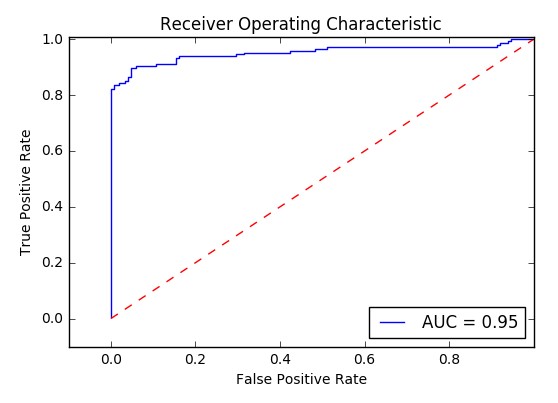 Receiver Operating Characteristic
1.0
0.8
0.6
0.4
0.2
0.0
True Positive Rate
AUC = 0.95
0.0 0.2 0.4 0.6 0.8
False Positive Rate